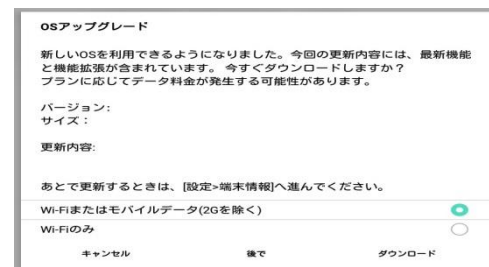 OSアップグレード
新しいOSを利用できるようになりました。今回の更新内容には、最新機能
と機能拡張が含まれています。 今すぐダウンロードしますか？
プランに応じてデータ料金が発生する可能性があります。
バージョン:
サイズ：
更新内容:
あとで更新するときは、[設定>端末情報]へ進んでください。
Wi-Fiまたはモバイルデータ(2Gを除く)
Wi-Fiのみ
キャンセル 後で ダウンロード